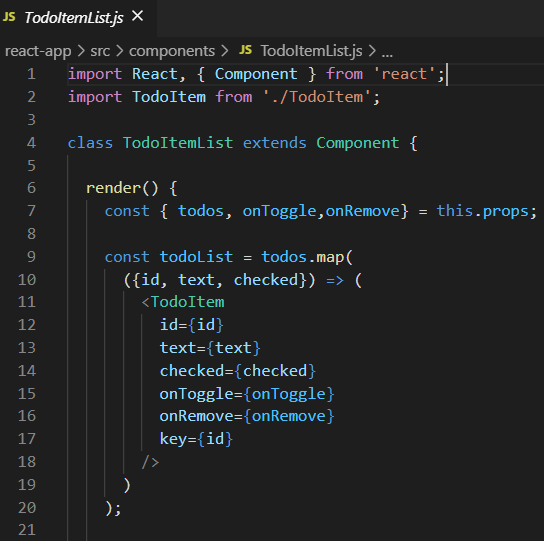 JS TodoItemList.js ×
react-app > src > components > JS TodoItemList.js > ...
1 import React, { Component } from 'react';
2 import TodoItem from './TodoItem';
3
4 class TodoItemList extends Component {
5
6   render() {
7     const { todos, onToggle,onRemove} = this.props;
8
9     const todoList = todos.map(
10       ({id, text, checked}) => (
11         <TodoItem
12           id={id}
13           text={text}
14           checked={checked}
15           onToggle={onToggle}
16           onRemove={onRemove}
17           key={id}
18         />
19       )
20     );
21